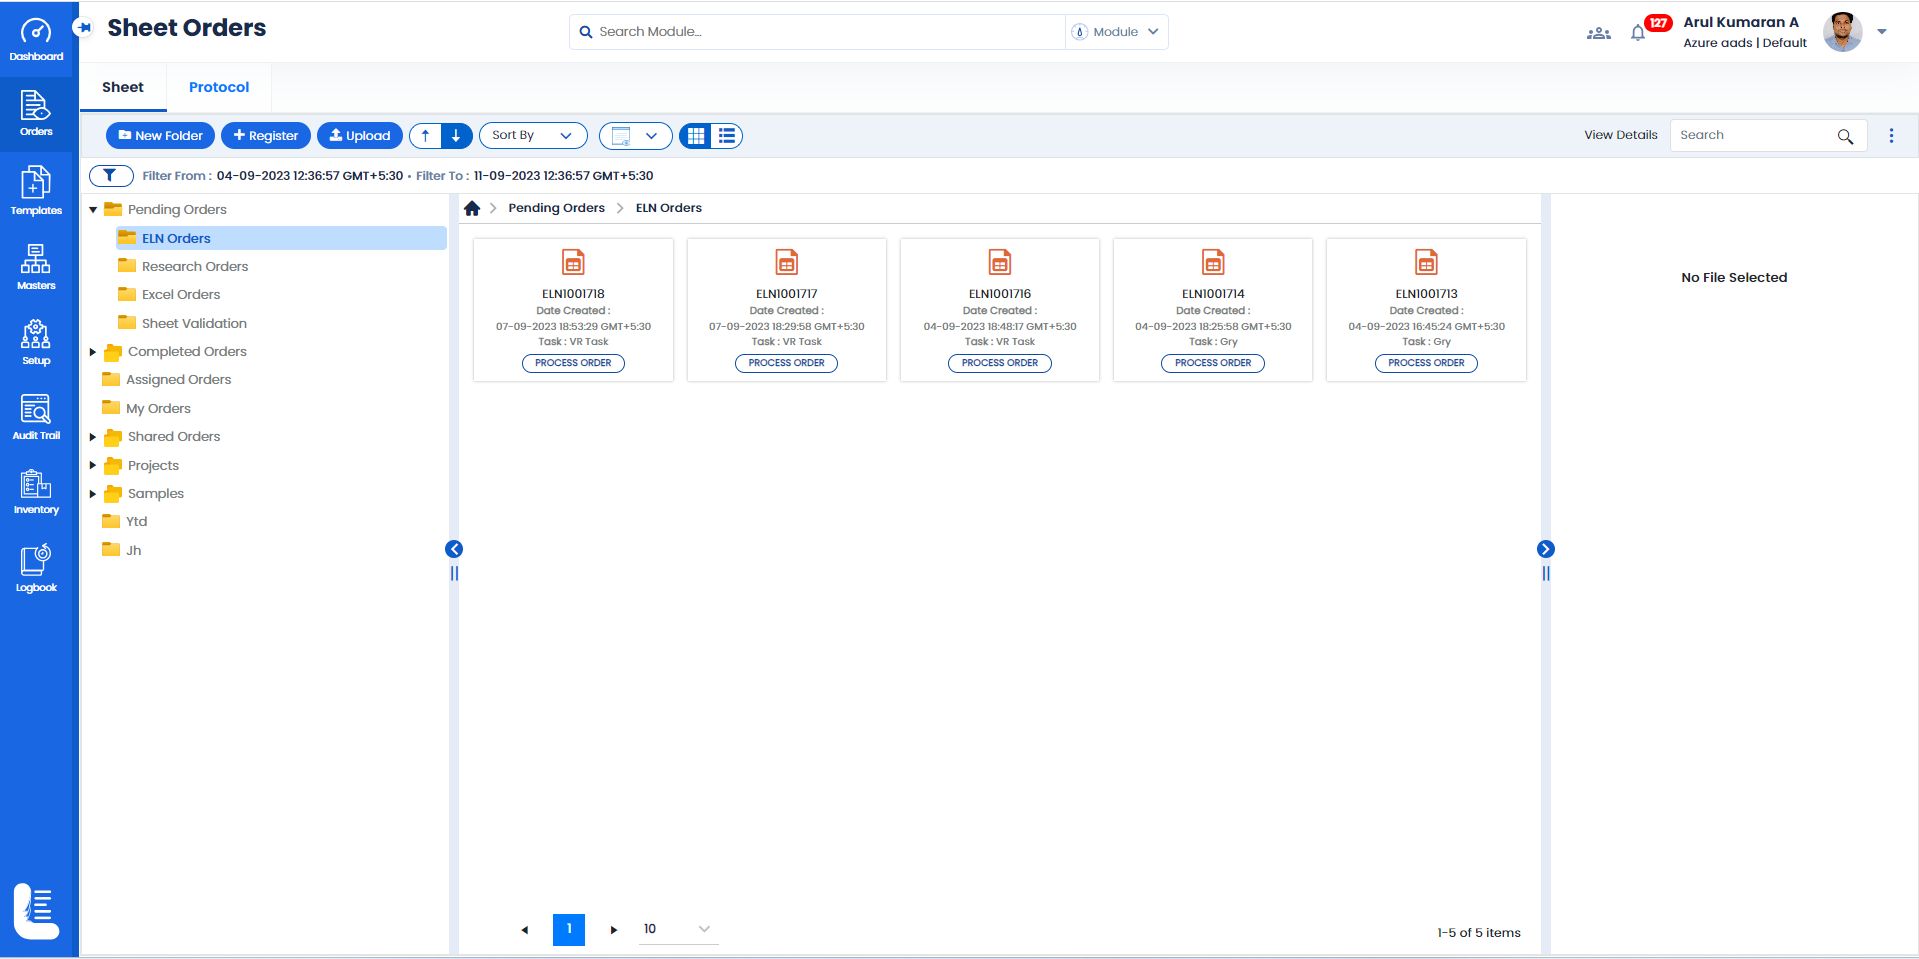 Dashboard
Orders
Templates
Masters
Setup
Audit Trail
Inventory
Logbook
Sheet Orders
Search Module...
Module
127
Arul Kumaran A
Azure aads | Default
Sheet
Protocol
New Folder
Register
Upload
Sort By
View Details
Search
Filter From : 04-09-2023 12:36:57 GMT+5:30 • Filter To : 11-09-2023 12:36:57 GMT+5:30
Pending Orders
ELN Orders
Research Orders
Excel Orders
Sheet Validation
Completed Orders
Assigned Orders
My Orders
Shared Orders
Projects
Samples
Ytd
Jh
Pending Orders > ELN Orders
ELN1001718
Date Created :
07-09-2023 18:53:29 GMT+5:30
Task : VR Task
PROCESS ORDER
ELN1001717
Date Created :
07-09-2023 18:29:58 GMT+5:30
Task : VR Task
PROCESS ORDER
ELN1001716
Date Created :
04-09-2023 18:48:17 GMT+5:30
Task : VR Task
PROCESS ORDER
ELN1001714
Date Created :
04-09-2023 18:25:58 GMT+5:30
Task : Gry
PROCESS ORDER
ELN1001713
Date Created :
04-09-2023 16:45:24 GMT+5:30
Task : Gry
PROCESS ORDER
No File Selected
1
10
1-5 of 5 items